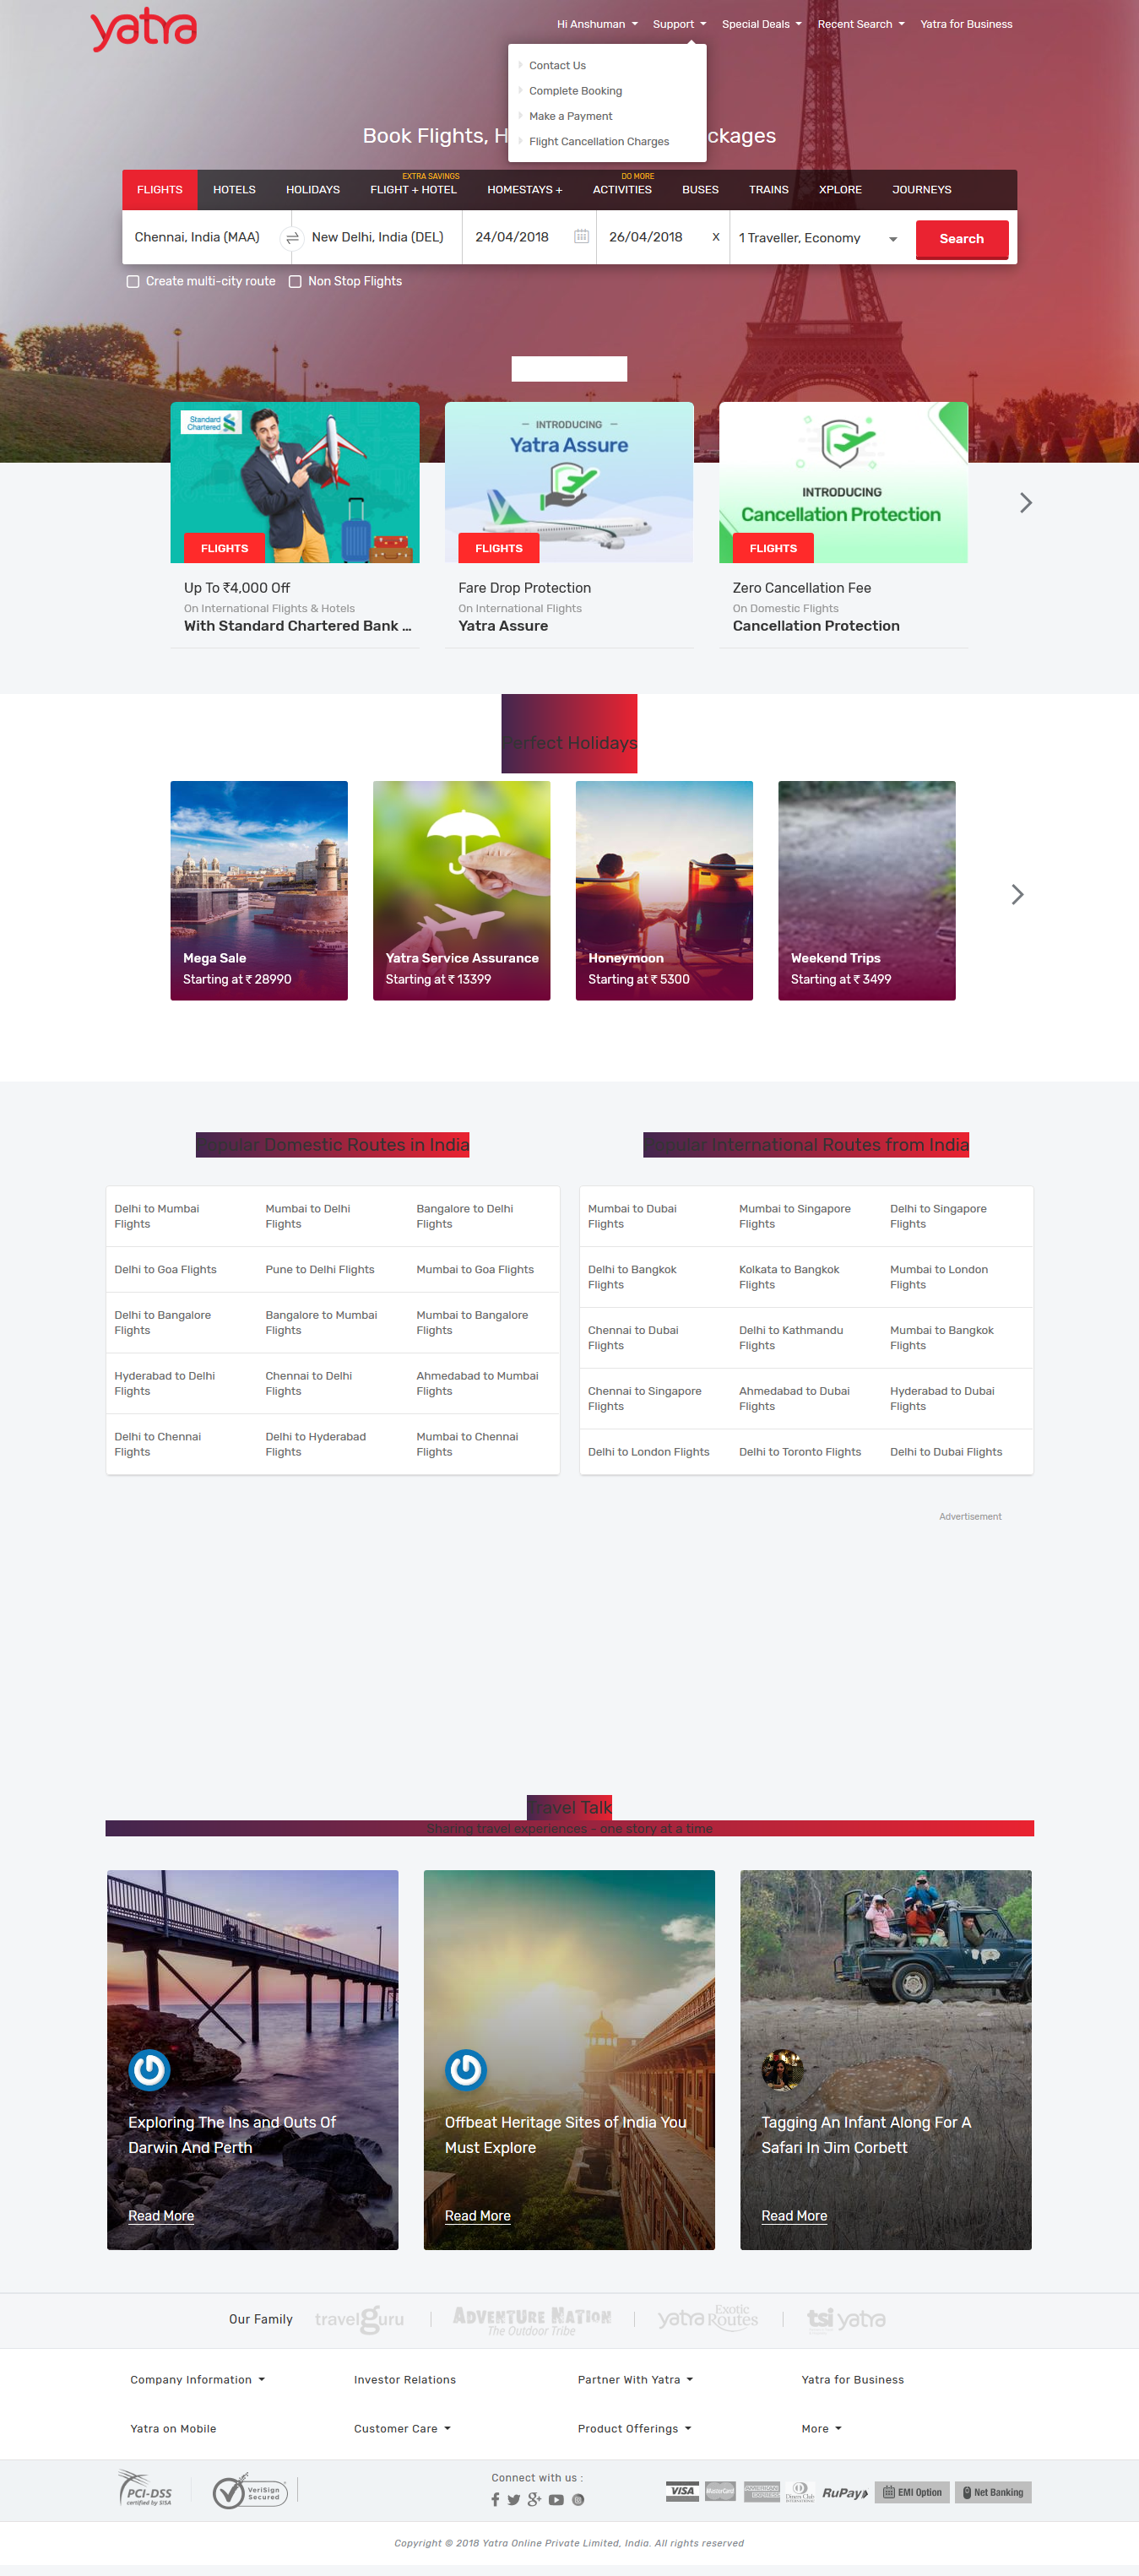 yatra
Hi Anshuman Support Special Deals Recent Search Yatra for Business
Contact Us
Complete Booking
Make a Payment
Flight Cancellation Charges
Book Flights, H ckages
EXTRA SAVINGS DO MORE
FLIGHTS HOTELS HOLIDAYS FLIGHT + HOTEL HOMESTAYS + ACTIVITIES BUSES TRAINS XPLORE JOURNEYS
Chennai, India (MAA) New Delhi, India (DEL) 24/04/2018 26/04/2018 X 1 Traveller, Economy Search
Create multi-city route Non Stop Flights
Standard
Chartered
FLIGHTS
Up To ₹4,000 Off
On International Flights & Hotels
With Standard Chartered Bank ...
INTRODUCING
Yatra Assure
FLIGHTS
Fare Drop Protection
On International Flights
Yatra Assure
INTRODUCING
Cancellation Protection
FLIGHTS
Zero Cancellation Fee
On Domestic Flights
Cancellation Protection
Perfect Holidays
Mega Sale
Starting at ₹ 28990
Yatra Service Assurance
Starting at ₹ 13399
Honeymoon
Starting at ₹ 5300
Weekend Trips
Starting at ₹ 3499
Popular Domestic Routes in India
Delhi to Mumbai Flights Mumbai to Delhi Flights Bangalore to Delhi Flights
Delhi to Goa Flights Pune to Delhi Flights Mumbai to Goa Flights
Delhi to Bangalore Flights Bangalore to Mumbai Flights Mumbai to Bangalore Flights
Hyderabad to Delhi Flights Chennai to Delhi Flights Ahmedabad to Mumbai Flights
Delhi to Chennai Flights Delhi to Hyderabad Flights Mumbai to Chennai Flights
Popular International Routes from India
Mumbai to Dubai Flights Mumbai to Singapore Flights Delhi to Singapore Flights
Delhi to Bangkok Flights Kolkata to Bangkok Flights Mumbai to London Flights
Chennai to Dubai Flights Delhi to Kathmandu Flights Mumbai to Bangkok Flights
Chennai to Singapore Flights Ahmedabad to Dubai Flights Hyderabad to Dubai Flights
Delhi to London Flights Delhi to Toronto Flights Delhi to Dubai Flights
Advertisement
Travel Talk
Sharing travel experiences - one story at a time
Exploring The Ins and Outs Of
Darwin And Perth
Read More
Offbeat Heritage Sites of India You
Must Explore
Read More
Tagging An Infant Along For A
Safari In Jim Corbett
Read More
Our Family travelguru ADVENTURE NATION The Outdoor Tribe yatra Exotic Routes tsi yatra
Company Information Investor Relations Partner With Yatra Yatra for Business
Yatra on Mobile Customer Care Product Offerings More
PCI-DSS
certified by SISA
VeriSign
Secured
Connect with us :
VISA MasterCard AMERICAN EXPRESS Diners Club INTERNATIONAL RuPay EMI Option Net Banking
Copyright © 2018 Yatra Online Private Limited, India. All rights reserved